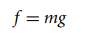 f = mg